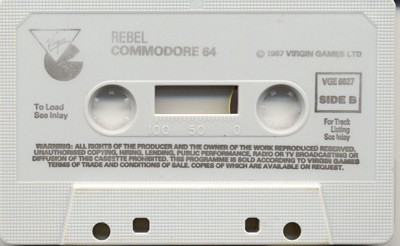 Virgin
REBEL
COMMODORE 64
© 1987 VIRGIN GAMES LTD
VGE 6027
SIDE B
To Load
See Inlay
For Track
Listing
See Inlay
100 50 0
WARNING: ALL RIGHTS OF THE PRODUCER AND THE OWNER OF THE WORK REPRODUCED RESERVED.
UNAUTHORISED COPYING, HIRING, LENDING, PUBLIC PERFORMANCE, RADIO OR TV BROADCASTING OR
DIFFUSION OF THIS CASSETTE PROHIBITED. THIS PROGRAMME IS SOLD ACCORDING TO VIRGIN GAMES
TERMS OF TRADE AND CONDITIONS OF SALE. COPIES OF WHICH ARE AVAILABLE ON REQUEST.